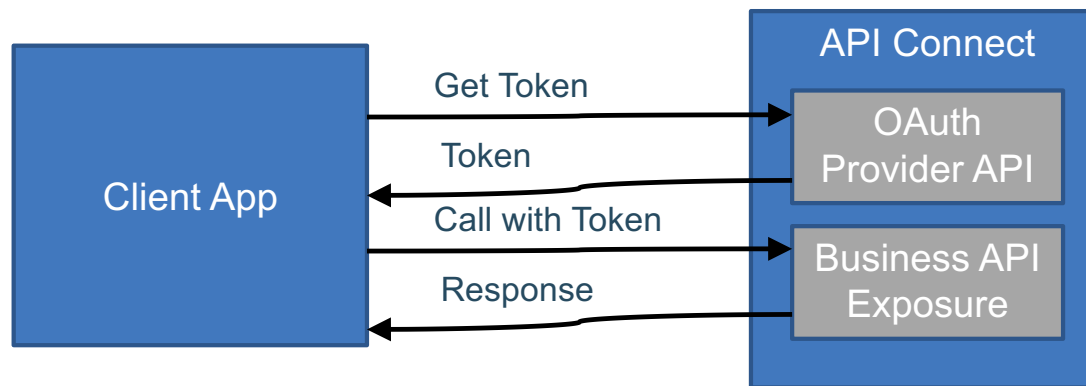 API Connect
Get Token
OAuth
Provider API
Token
Client App
Call with Token
Business API
Exposure
Response